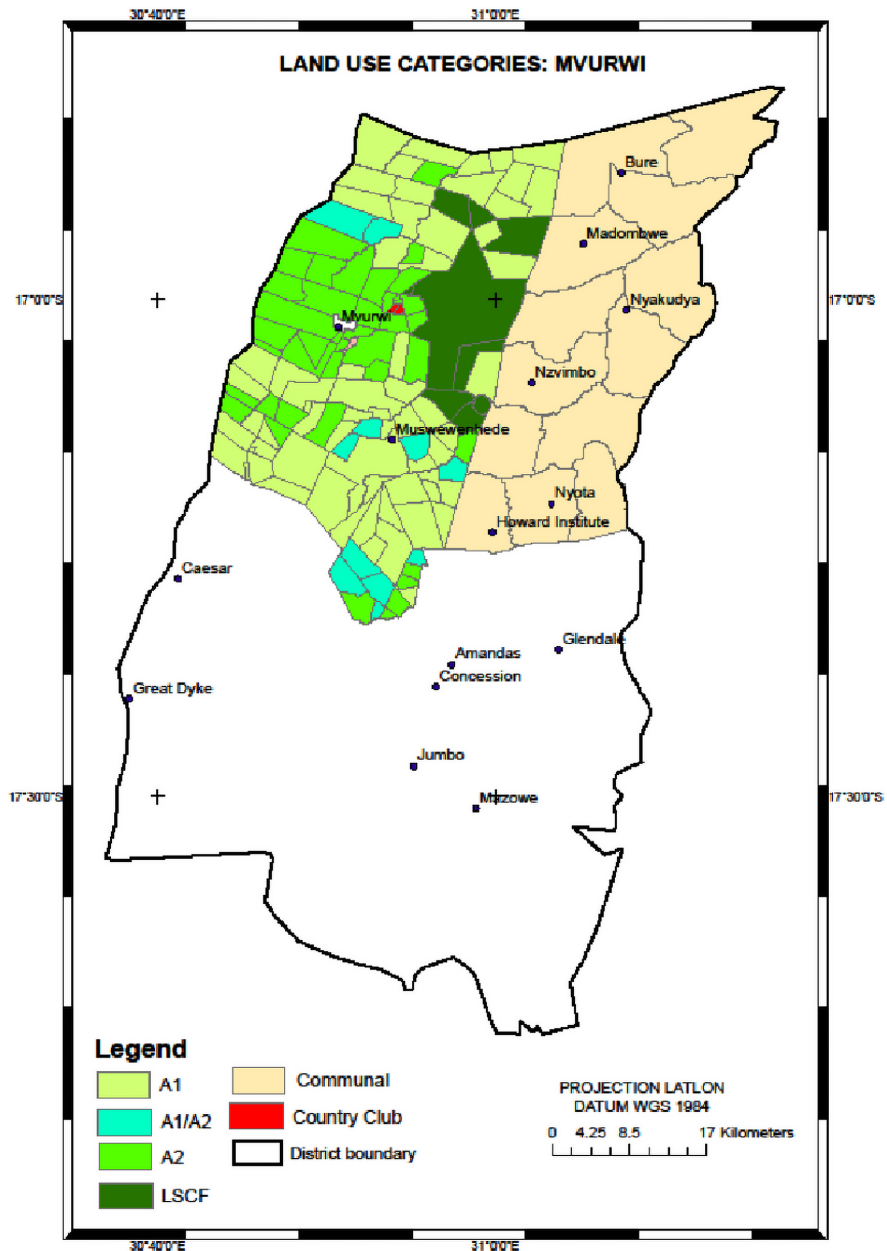 30°40'0"E
31°0'0"E
LAND USE CATEGORIES: MVURWI
Bure
Madombwe
17°0'0"S
17°0'0"S
Nyakudya
Mvurwi
Nzvimbo
Muswewenhede
Nyota
Howard Institute
Caesar
Glendale
Amandas
Concession
Great Dyke
Jumbo
17°30'0"S
17°30'0"S
Mazowe
Legend
A1
Communal
A1/A2
Country Club
A2
District boundary
LSCF
PROJECTION LATLON
DATUM WGS 1984
0 4.25 8.5 17 Kilometers
30°40'0"E
31°0'0"E